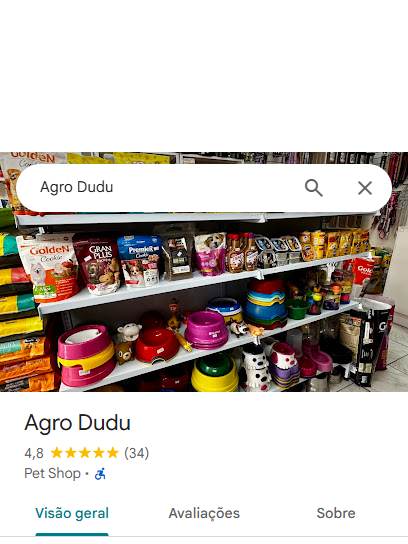 GoldeN
Cookie
Agro Dudu
GoldeN
Cookie
GRAN
PLUS
PremieR
Cookie
Agro Dudu
4,8 ★★★★★ (34)
Pet Shop ·
Visão geral
Avaliações
Sobre